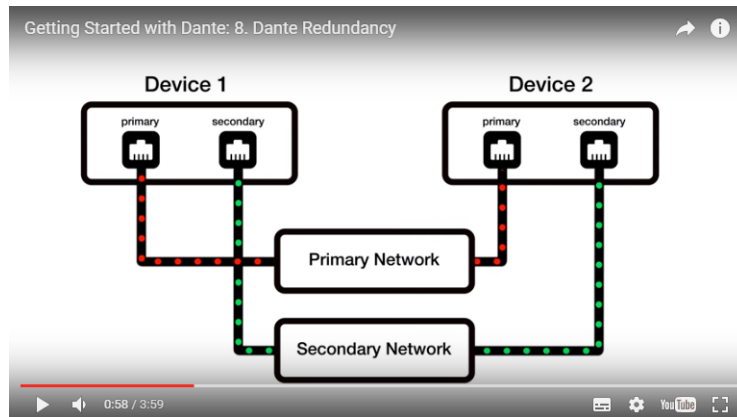 Getting Started with Dante: 8. Dante Redundancy
Device 1
Device 2
primary
secondary
primary
secondary
Primary Network
Secondary Network
0:58 / 3:59
YouTube